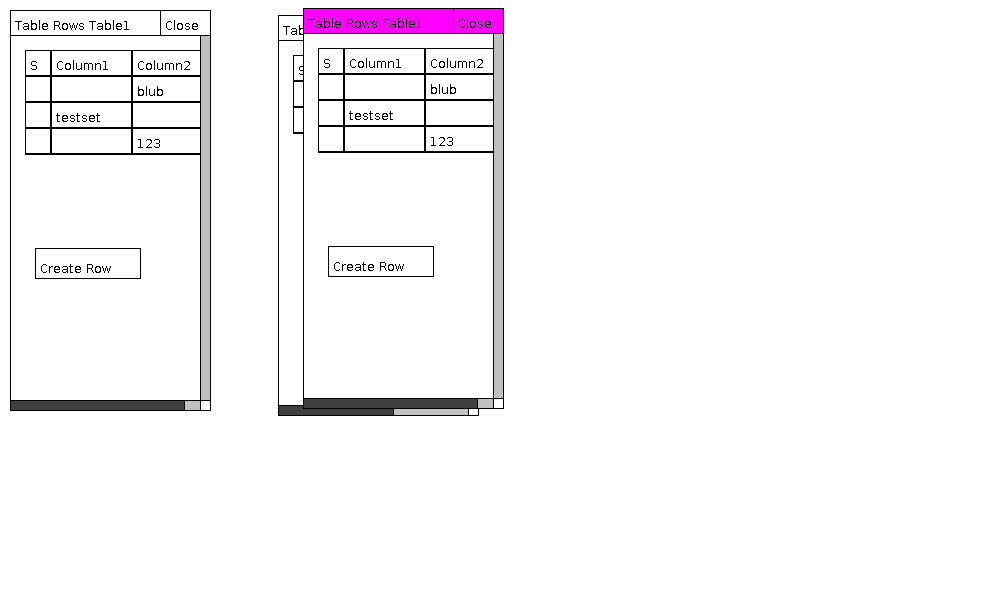 Table Rows Table1 Close
S Column1 Column2
blub
testset
123
Create Row
Tab
S
Table Rows Table1 Close
S Column1 Column2
blub
testset
123
Create Row